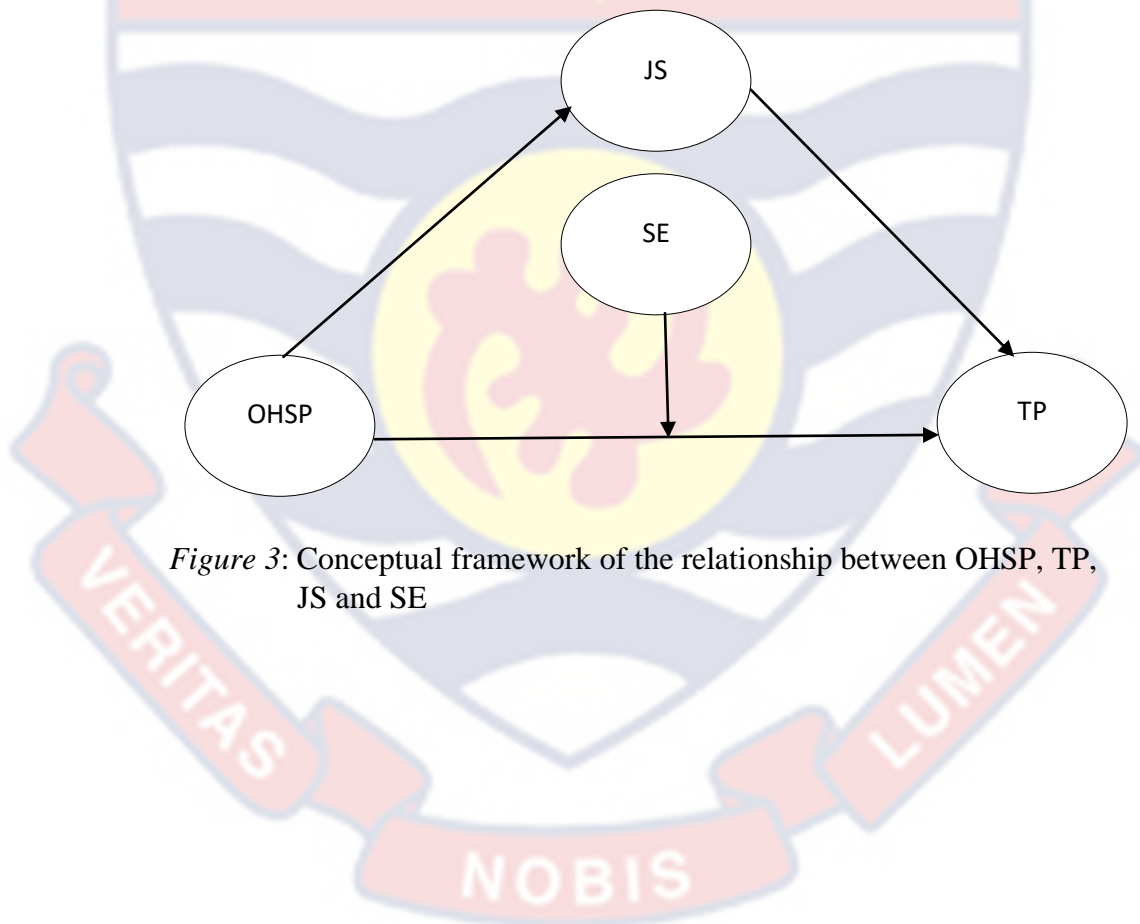 JS
SE
OHSP
TP
Figure 3: Conceptual framework of the relationship between OHSP, TP,
JS and SE
VERITAS
NOBIS
LUMEN